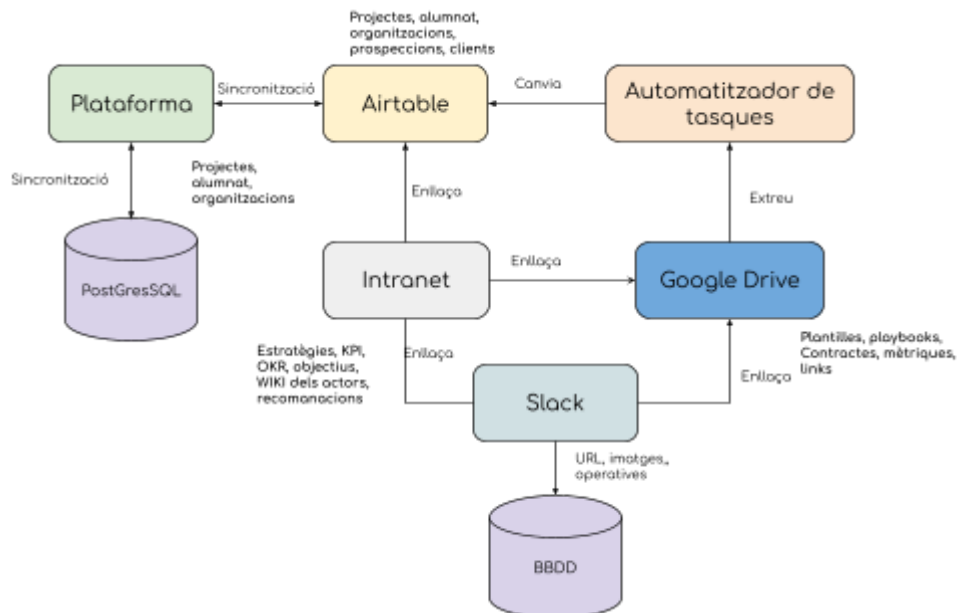 Projectes, alumnat,
organitzacions,
prospeccions, clients
Plataforma
Sincronització
Airtable
Canvia
Automatitzador de
tasques
Sincronització
Projectes,
alumnat,
organitzacions
Enllaça
Extreu
PostGresSQL
Intranet
Enllaça
Google Drive
Estratègies, KPI,
OKR, objectius,
WIKI dels actors,
recomanacions
Enllaça
Plantilles, playbooks,
Contractes, mètriques,
links
Enllaça
Slack
URL, imatges,,
operatives
BBDD